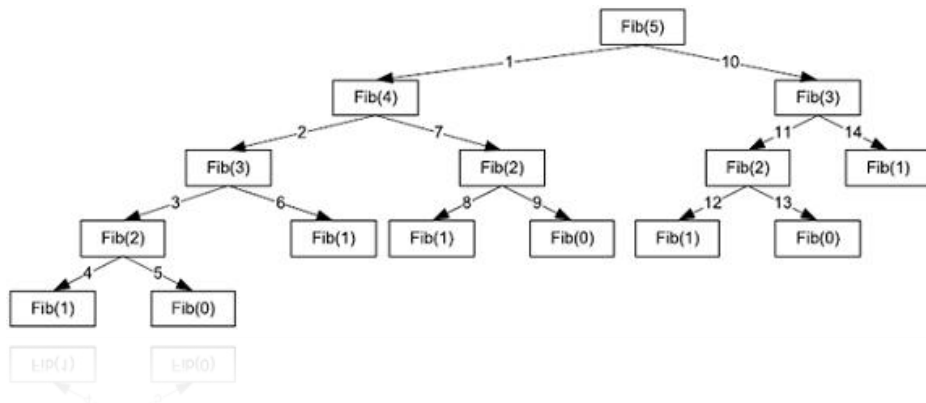 Fib(5)
1 10
Fib(4) Fib(3)
2 7 11 14
Fib(3) Fib(2) Fib(2) Fib(1)
3 6 8 9 12 13
Fib(2) Fib(1) Fib(1) Fib(0) Fib(1) Fib(0)
4 5
Fib(1) Fib(0)